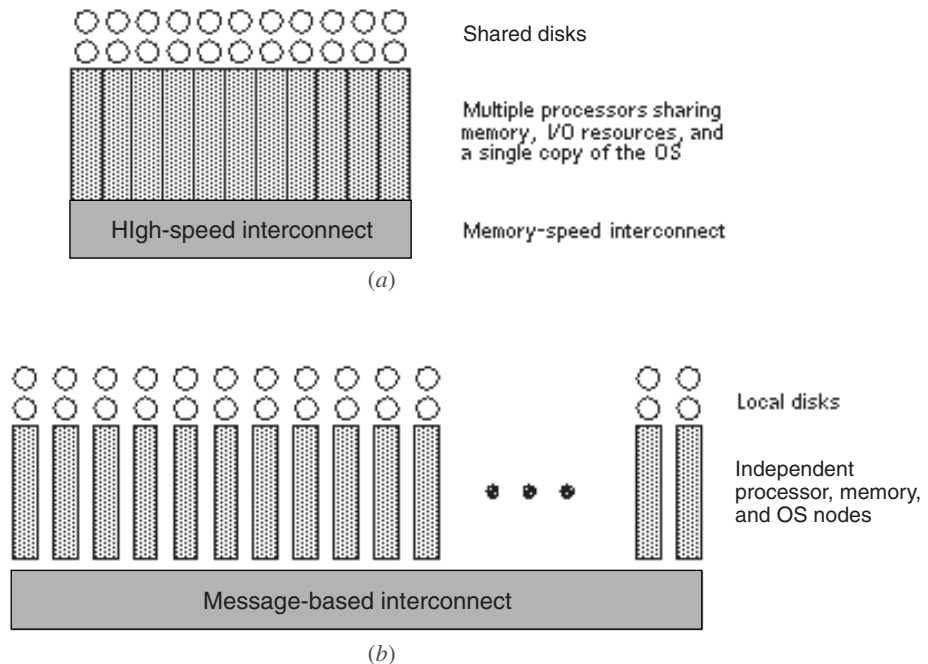 Shared disks
Multiple processors sharing
memory, I/O resources, and
a single copy of the OS
HIgh-speed interconnect
Memory-speed interconnect
(a)
Local disks
Independent
processor, memory,
and OS nodes
Message-based interconnect
(b)